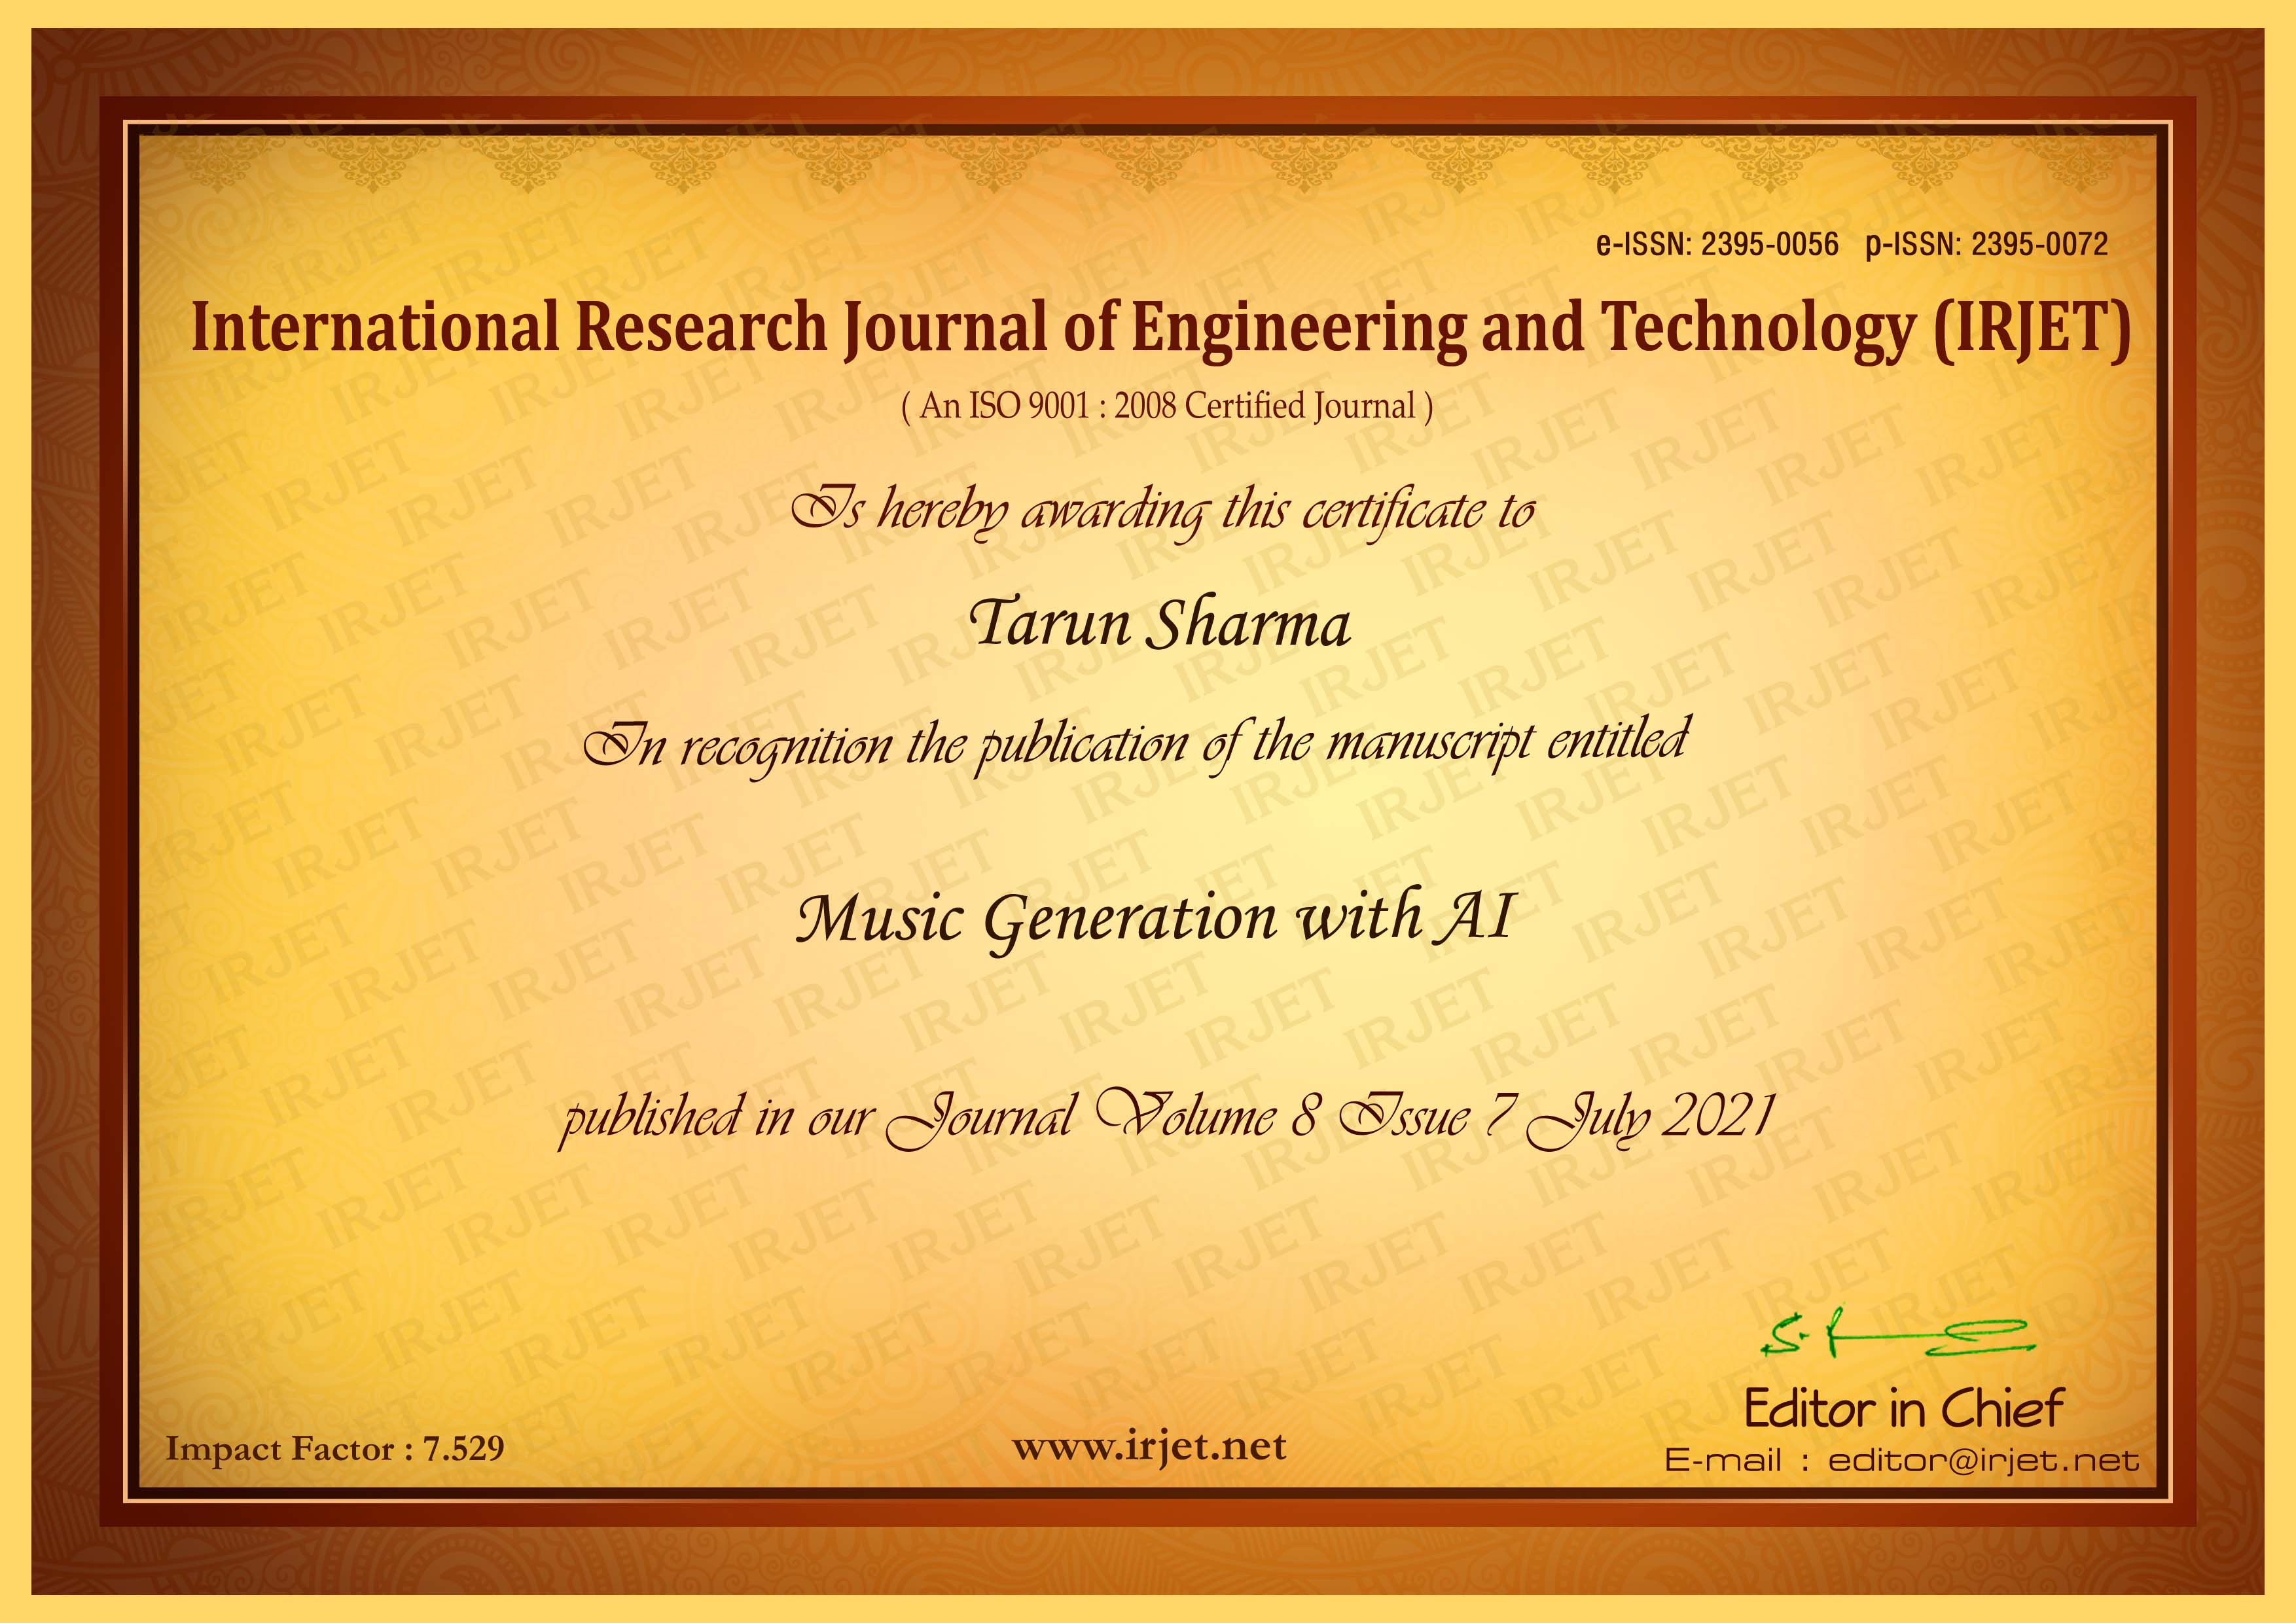 e-ISSN: 2395-0056 p-ISSN: 2395-0072
International Research Journal of Engineering and Technology (IRJET)
( An ISO 9001 : 2008 Certified Journal )
Is hereby awarding this certificate to
Tarun Sharma
In recognition the publication of the manuscript entitled
Music Generation with AI
published in our Journal Volume 8 Issue 7 July 2021
Editor in Chief
Impact Factor : 7.529
www.irjet.net
E-mail : editor@irjet.net